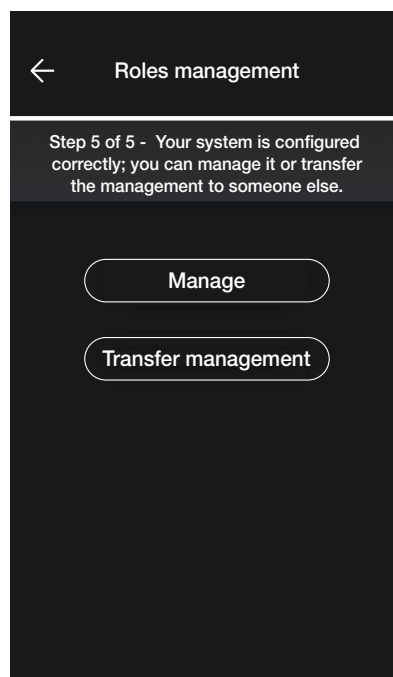 Roles management
Step 5 of 5 - Your system is configured
correctly; you can manage it or transfer
the management to someone else.
Manage
Transfer management